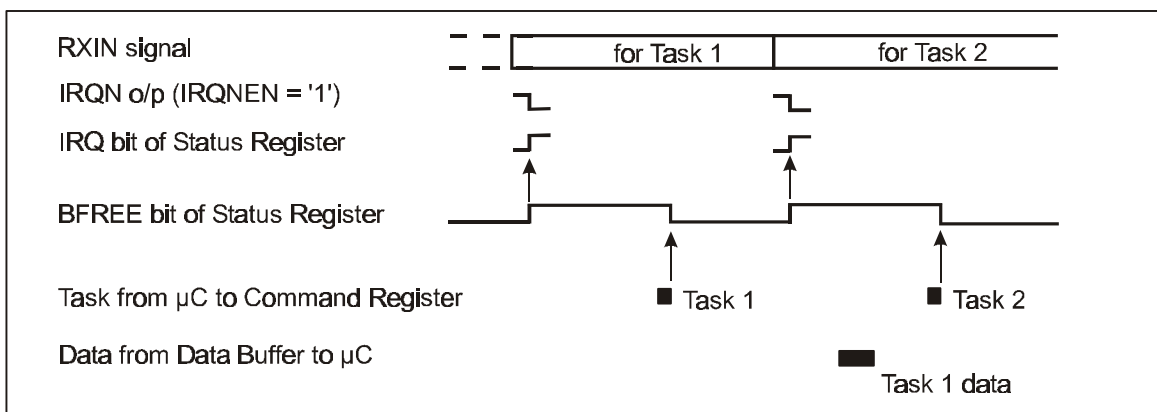 RXIN signal
for Task 1
for Task 2
IRQN o/p (IRQNEN = '1')
IRQ bit of Status Register
BFREE bit of Status Register
Task from µC to Command Register
Task 1
Task 2
Data from Data Buffer to µC
Task 1 data